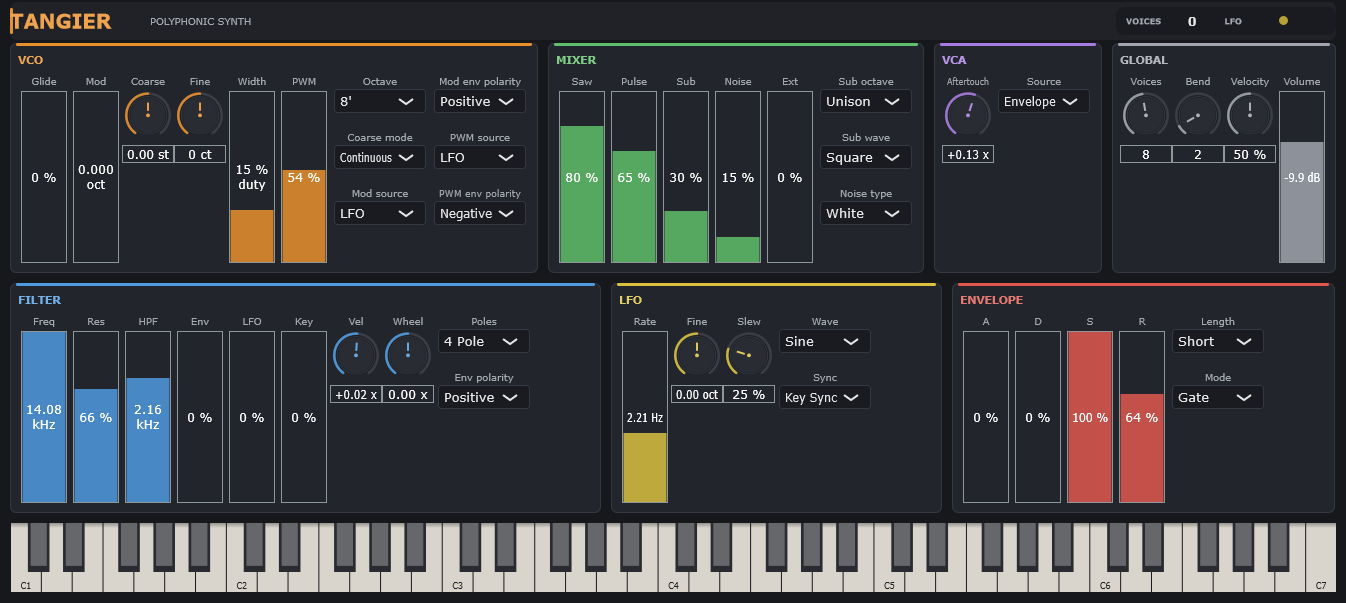 TANGIER POLYPHONIC SYNTH VOICES 0 LFO
VCO
Glide Mod Coarse Fine Width PWM Octave Mod env polarity
8' Positive
0.00 st 0 ct
Coarse mode PWM source
Continuous LFO
0 % 0.000 oct 15 % duty 54 %
Mod source PWM env polarity
LFO Negative
MIXER
Saw Pulse Sub Noise Ext Sub octave
Unison
Sub wave
Square
80 % 65 % 30 % 15 % 0 %
Noise type
White
VCA
Aftertouch Source
Envelope
+0.13 x
GLOBAL
Voices Bend Velocity Volume
8 2 50 %
-9.9 dB
FILTER
Freq Res HPF Env LFO Key Vel Wheel Poles
4 Pole
Env polarity
+0.02 x 0.00 x Positive
14.08 kHz 66 % 2.16 kHz 0 % 0 % 0 %
LFO
Rate Fine Slew Wave
Sine
Sync
0.00 oct 25 % Key Sync
2.21 Hz
ENVELOPE
A D S R Length
Short
Mode
Gate
0 % 0 % 100 % 64 %
C1 C2 C3 C4 C5 C6 C7